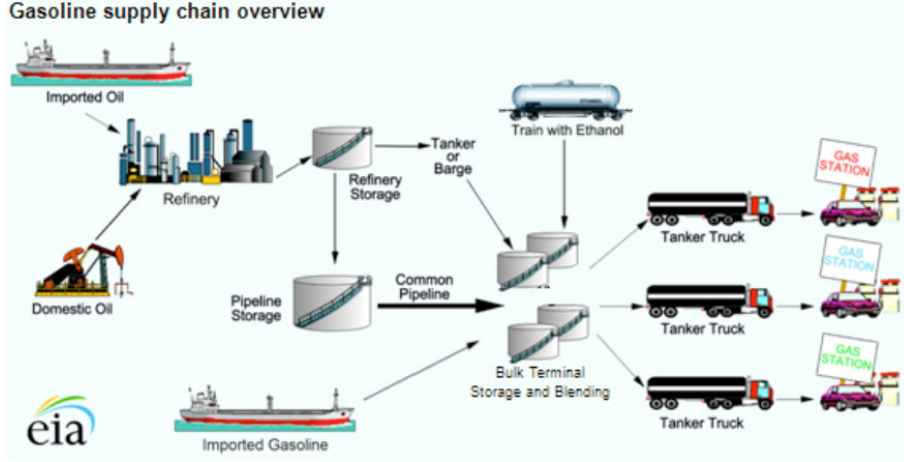 Gasoline supply chain overview
Imported Oil
ETHANOL
Train with Ethanol
Tanker
or
Barge
Refinery
Refinery
Storage
GAS
STATION
Tanker Truck
Domestic Oil
Pipeline
Storage
Common
Pipeline
GAS
STATION
Tanker Truck
Bulk Terminal
Storage and Blending
GAS
STATION
Tanker Truck
eia
Imported Gasoline